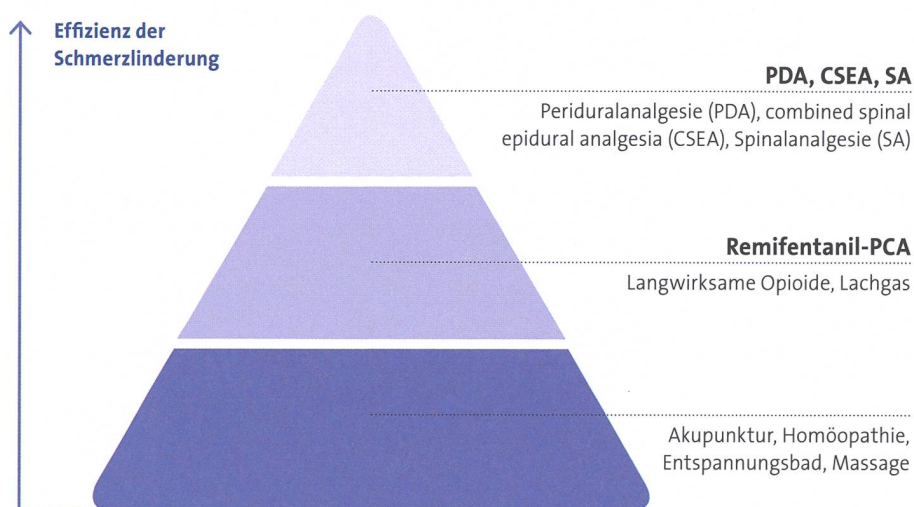 Effizienz der
Schmerzlinderung
PDA, CSEA, SA
Periduralanalgesie (PDA), combined spinal
epidural analgesia (CSEA), Spinalanalgesie (SA)
Remifentanil-PCA
Langwirksame Opioide, Lachgas
Akupunktur, Homöopathie,
Entspannungsbad, Massage